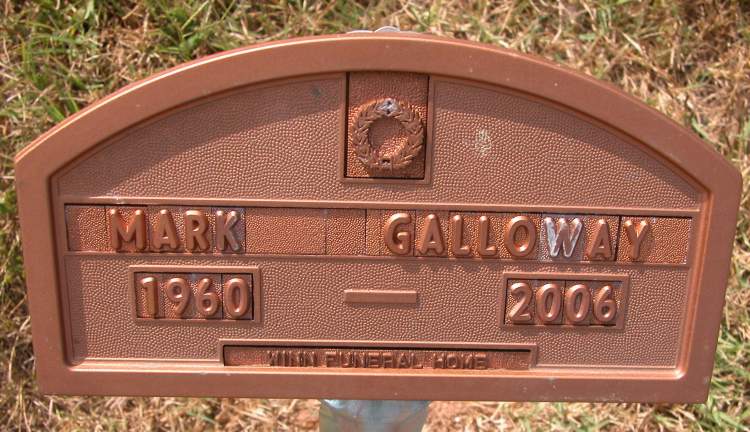 MARK GALLOWAY
1960 — 2006
WINN FUNERAL HOME